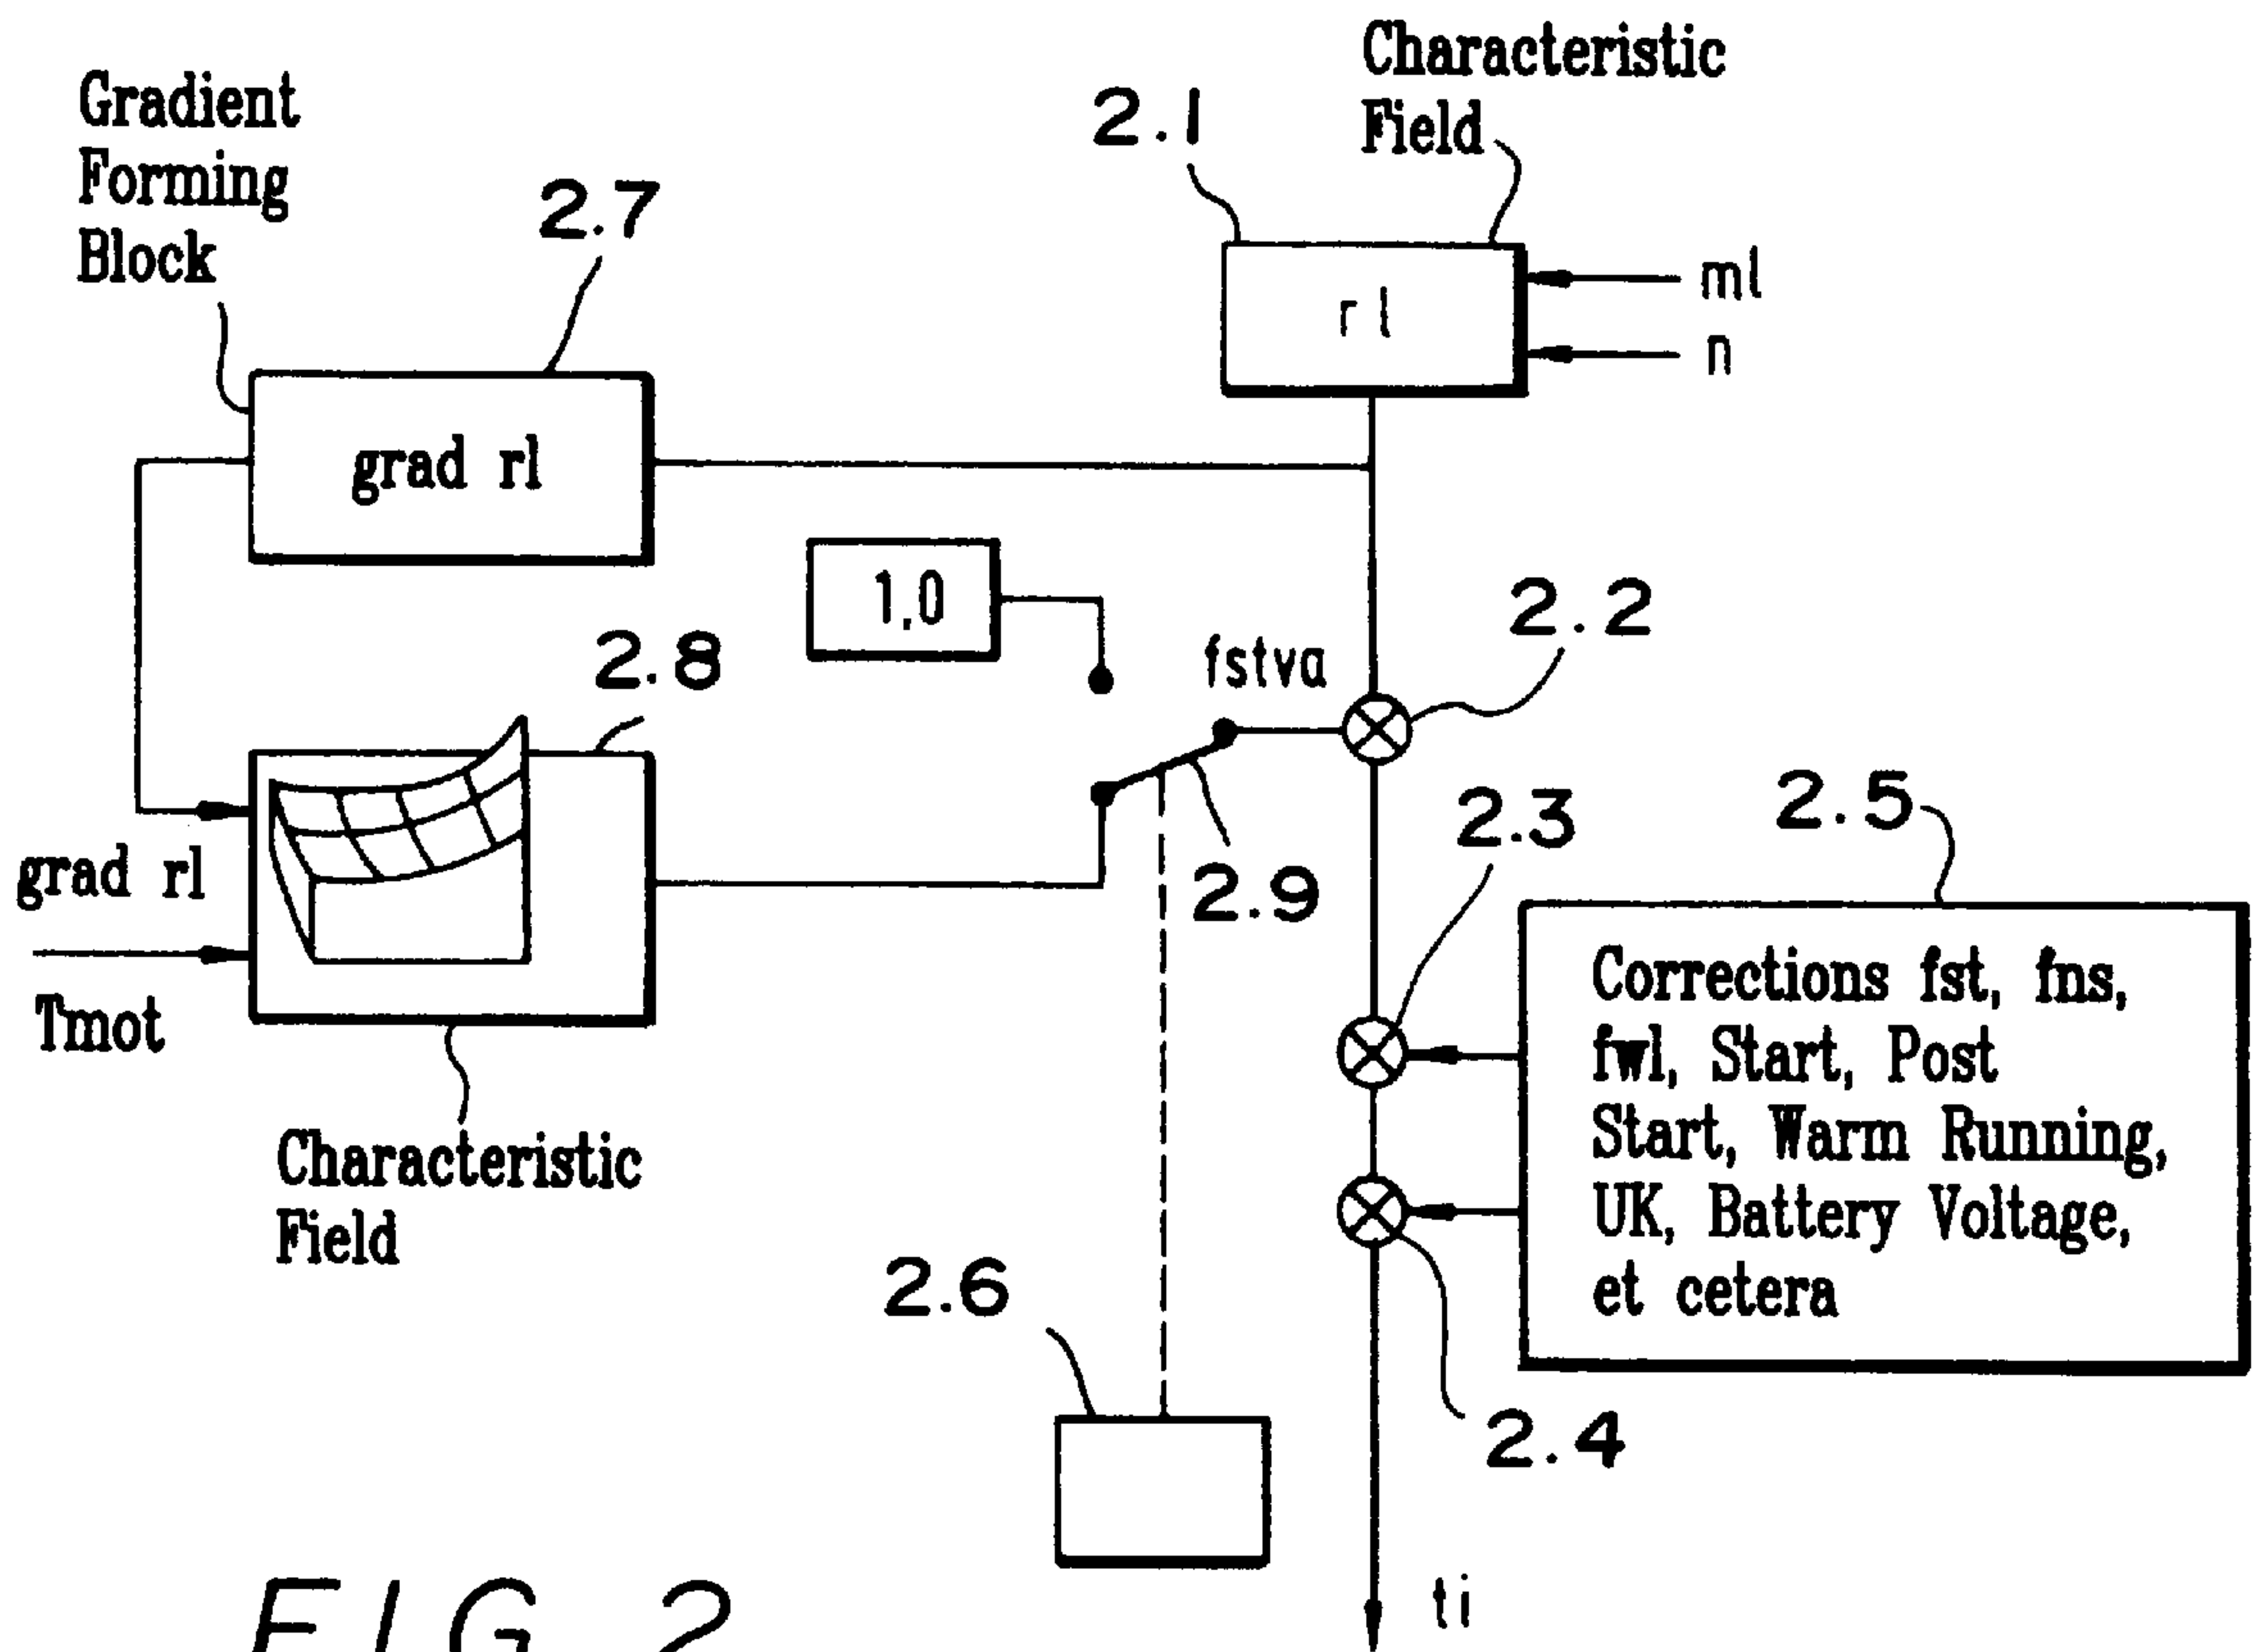 Characteristic
Field
2.1
Gradient
Forming
Block
2.7
rl
ml
n
grad rl
1,0
2.2
2.8
fstva
2.3
2.5
grad rl
2.9
Tmot
Corrections fst, fns,
fwl, Start, Post
Start, Warm Running,
UK, Battery Voltage,
et cetera
Characteristic
Field
2.6
2.4
ti
FIG 2